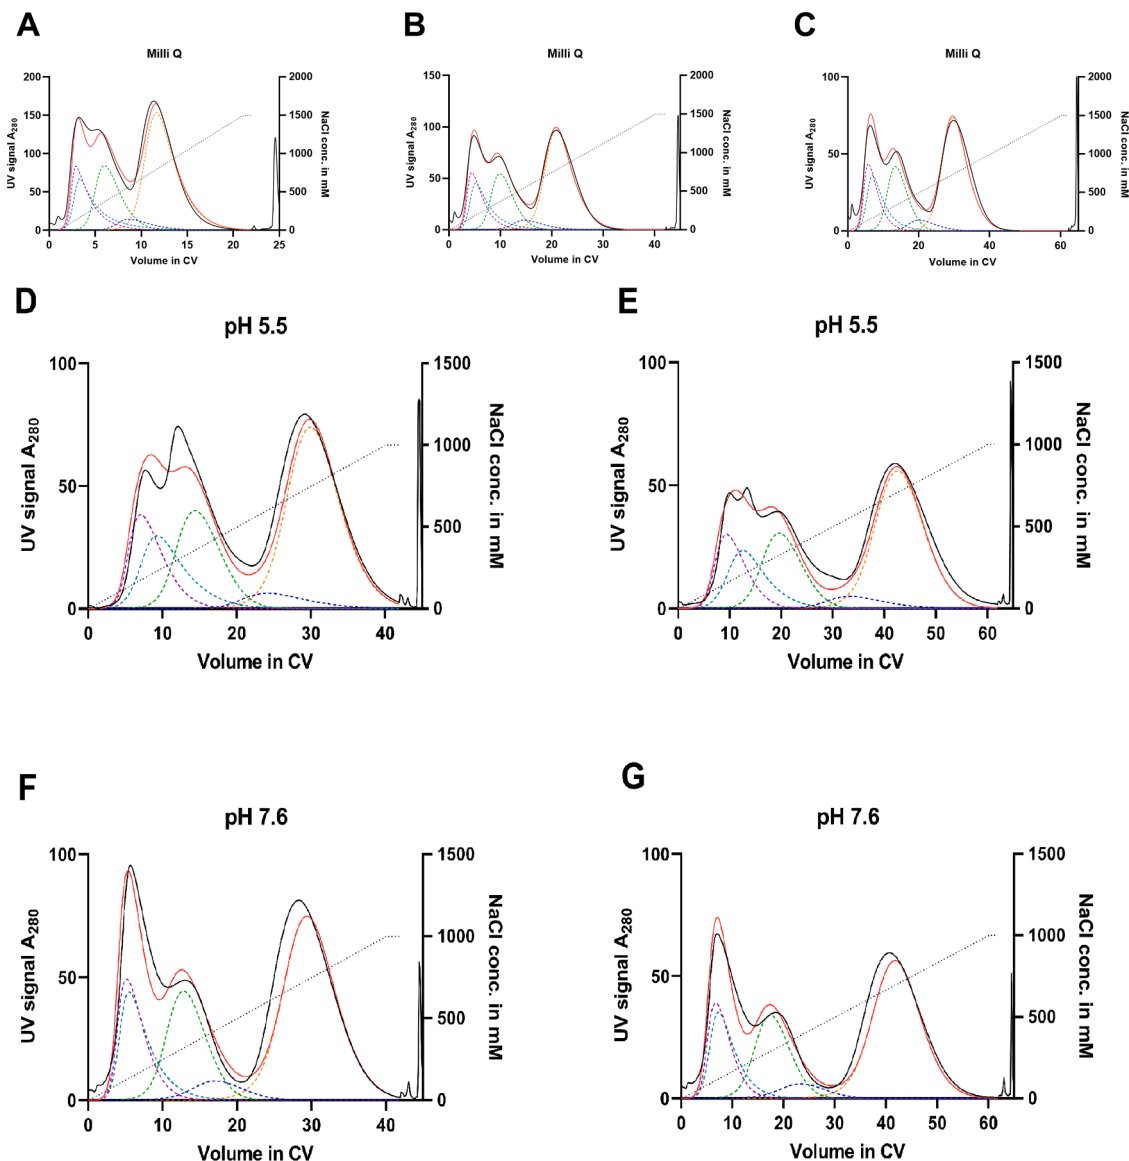 A
B
C
Milli Q
Milli Q
Milli Q
200
150
100
50
0
UV signal A280
2000
1500
1000
500
0
NaCl conc. in mM
0 5 10 15 20 25
Volume in CV
150
100
50
0
UV signal A280
2000
1500
1000
500
0
NaCl conc. in mM
0 10 20 30 40
Volume in CV
100
50
0
UV signal A280
2000
1500
1000
500
0
NaCl conc. in mM
0 20 40 60
Volume in CV
D
pH 5.5
100
50
0
UV signal A280
1500
1000
500
0
NaCl conc. in mM
0 10 20 30 40
Volume in CV
E
pH 5.5
100
50
0
UV signal A280
1500
1000
500
0
NaCl conc. in mM
0 10 20 30 40 50 60
Volume in CV
F
pH 7.6
100
50
0
UV signal A280
1500
1000
500
0
NaCl conc. in mM
0 10 20 30 40
Volume in CV
G
pH 7.6
100
50
0
UV signal A280
1500
1000
500
0
NaCl conc. in mM
0 10 20 30 40 50 60
Volume in CV